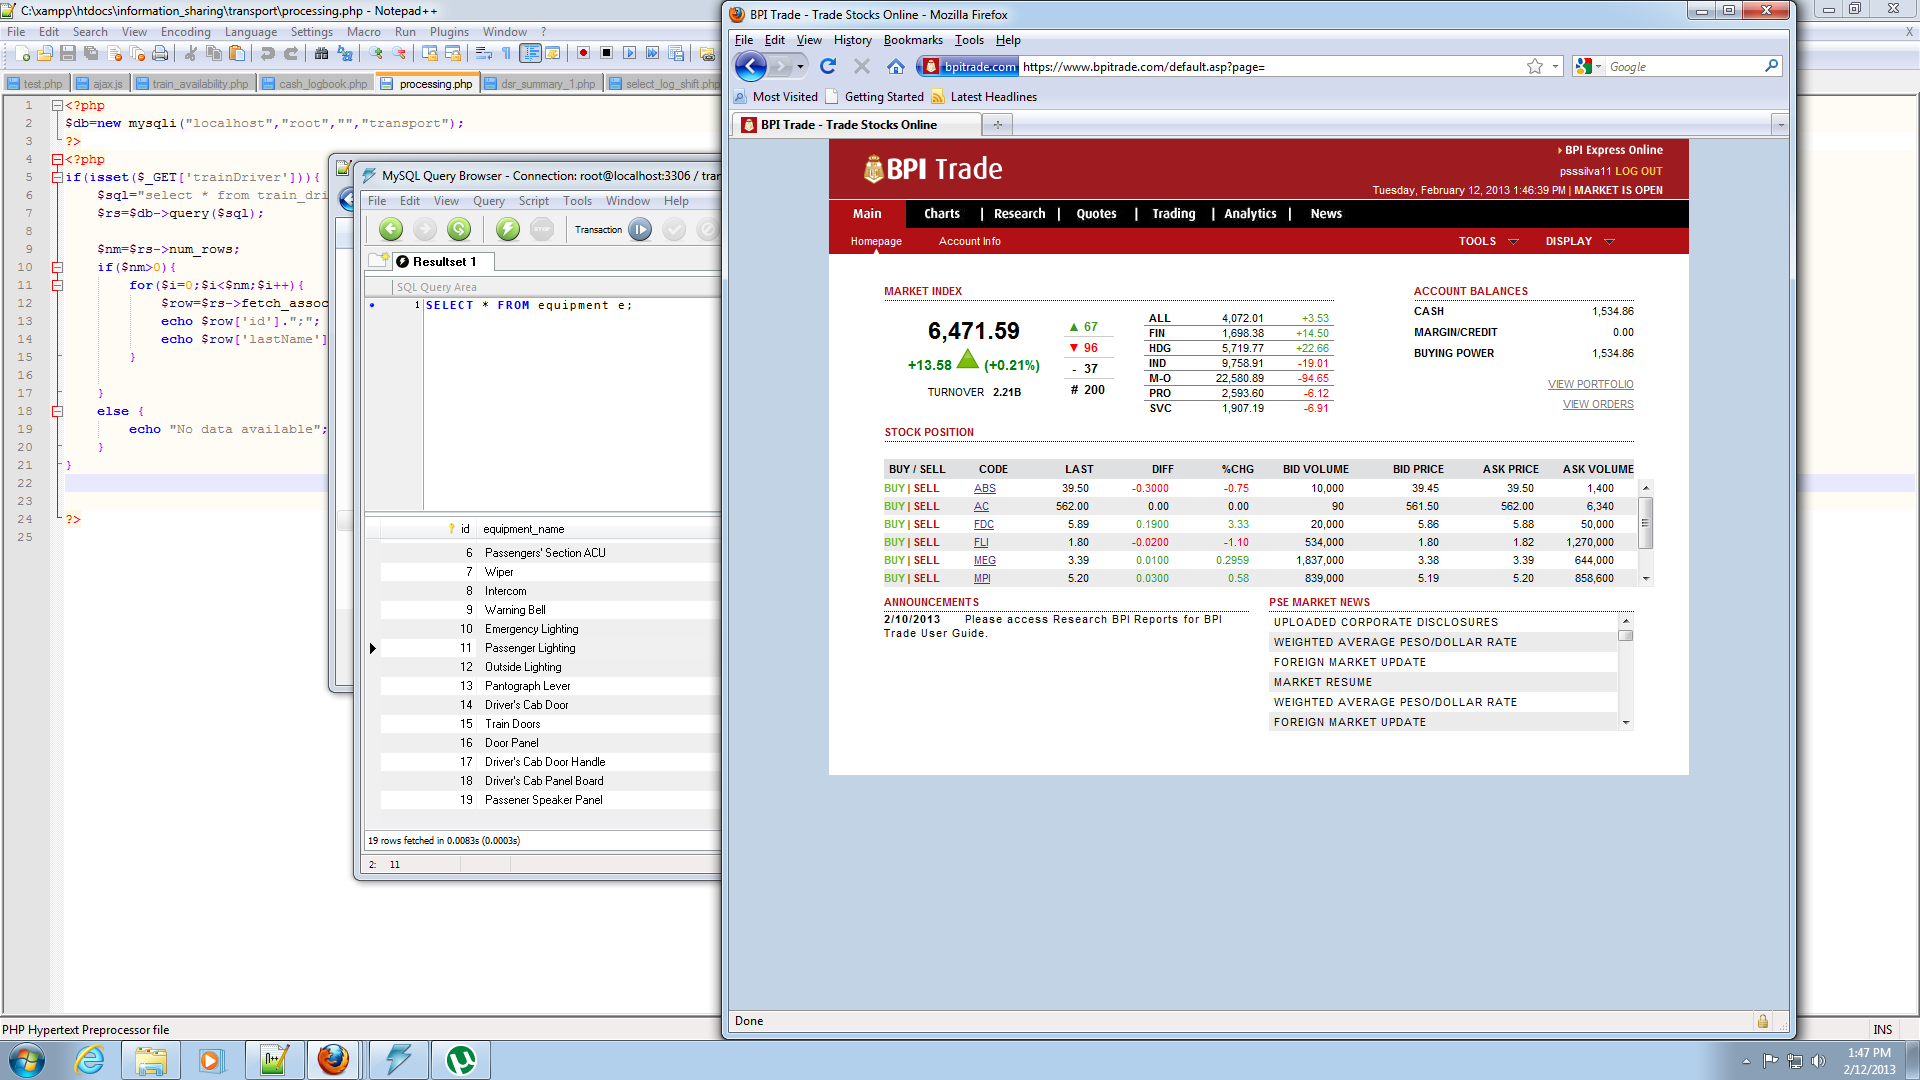 C:\xampp\htdocs\information_sharing\transport\processing.php - Notepad++
File Edit Search View Encoding Language Settings Macro Run Plugins Window ?
X
test.php ajax.js train_availability.php cash_logbook.php processing.php dsr_summary_1.php select_log_shift.php
1 <?php
2 $db=new mysqli("localhost","root","","transport");
3 ?>
4 <?php
5 if(isset($_GET['trainDriver'])){
6 $sql="select * from train_dri
7 $rs=$db->query($sql);
8
9 $nm=$rs->num_rows;
10 if($nm>0){
11 for($i=0;$i<$nm;$i++){
12 $row=$rs->fetch_assoc
13 echo $row['id'].";";
14 echo $row['lastName']
15 }
16
17 }
18 else {
19 echo "No data available";
20 }
21 }
22
23
24 ?>
25
PHP Hypertext Preprocessor file
INS
MySQL Query Browser - Connection: root@localhost:3306 / tran
File Edit View Query Script Tools Window Help
STOP Transaction
Resultset 1
SQL Query Area
1 SELECT * FROM equipment e;
id equipment_name
6 Passengers' Section ACU
7 Wiper
8 Intercom
9 Warning Bell
10 Emergency Lighting
11 Passenger Lighting
12 Outside Lighting
13 Pantograph Lever
14 Driver's Cab Door
15 Train Doors
16 Door Panel
17 Driver's Cab Door Handle
18 Driver's Cab Panel Board
19 Passener Speaker Panel
19 rows fetched in 0.0083s (0.0003s)
2: 11
BPI Trade - Trade Stocks Online - Mozilla Firefox
File Edit View History Bookmarks Tools Help
bpitrade.com https://www.bpitrade.com/default.asp?page= Google
Most Visited Getting Started Latest Headlines
BPI Trade - Trade Stocks Online
BPI Trade
BPI Express Online
psssilva11 LOG OUT
Tuesday, February 12, 2013 1:46:39 PM | MARKET IS OPEN
Main Charts | Research | Quotes | Trading | Analytics | News
Homepage Account Info TOOLS DISPLAY
MARKET INDEX
6,471.59
+13.58 (+0.21%)
TURNOVER 2.21B
67
96
- 37
# 200
ALL 4,072.01 +3.53
FIN 1,698.38 +14.50
HDG 5,719.77 +22.66
IND 9,758.91 -19.01
M-O 22,580.89 -94.65
PRO 2,593.60 -6.12
SVC 1,907.19 -6.91
ACCOUNT BALANCES
CASH 1,534.86
MARGIN/CREDIT 0.00
BUYING POWER 1,534.86
VIEW PORTFOLIO
VIEW ORDERS
STOCK POSITION
BUY / SELL CODE LAST DIFF %CHG BID VOLUME BID PRICE ASK PRICE ASK VOLUME
BUY | SELL ABS 39.50 -0.3000 -0.75 10,000 39.45 39.50 1,400
BUY | SELL AC 562.00 0.00 0.00 90 561.50 562.00 6,340
BUY | SELL FDC 5.89 0.1900 3.33 20,000 5.86 5.88 50,000
BUY | SELL FLI 1.80 -0.0200 -1.10 534,000 1.80 1.82 1,270,000
BUY | SELL MEG 3.39 0.0100 0.2959 1,837,000 3.38 3.39 644,000
BUY | SELL MPI 5.20 0.0300 0.58 839,000 5.19 5.20 858,600
ANNOUNCEMENTS
2/10/2013 Please access Research BPI Reports for BPI
Trade User Guide.
PSE MARKET NEWS
UPLOADED CORPORATE DISCLOSURES
WEIGHTED AVERAGE PESO/DOLLAR RATE
FOREIGN MARKET UPDATE
MARKET RESUME
WEIGHTED AVERAGE PESO/DOLLAR RATE
FOREIGN MARKET UPDATE
Done
1:47 PM
2/12/2013